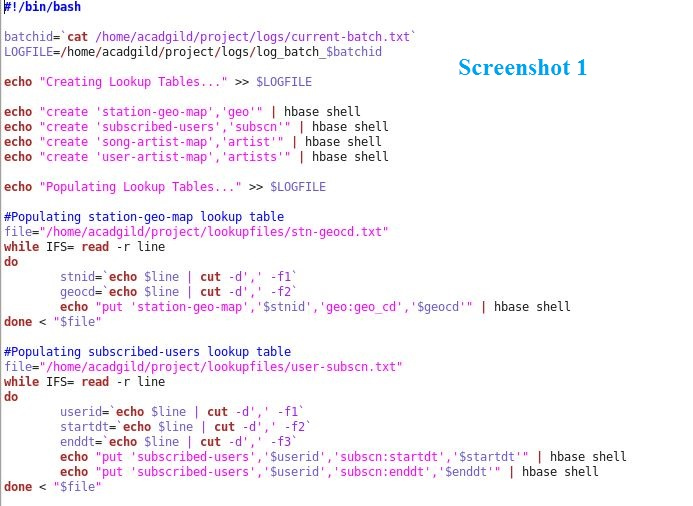 #!/bin/bash
batchid=`cat /home/acadgild/project/logs/current-batch.txt`
LOGFILE=/home/acadgild/project/logs/log_batch_$batchid
Screenshot 1
echo "Creating Lookup Tables..." >> $LOGFILE
echo "create 'station-geo-map','geo'" | hbase shell
echo "create 'subscribed-users','subscn'" | hbase shell
echo "create 'song-artist-map','artist'" | hbase shell
echo "create 'user-artist-map','artists'" | hbase shell
echo "Populating Lookup Tables..." >> $LOGFILE
#Populating station-geo-map lookup table
file="/home/acadgild/project/lookupfiles/stn-geocd.txt"
while IFS= read -r line
do
stnid=`echo $line | cut -d',' -f1`
geocd=`echo $line | cut -d',' -f2`
echo "put 'station-geo-map','$stnid','geo:geo_cd','$geocd'" | hbase shell
done < "$file"
#Populating subscribed-users lookup table
file="/home/acadgild/project/lookupfiles/user-subscn.txt"
while IFS= read -r line
do
userid=`echo $line | cut -d',' -f1`
startdt=`echo $line | cut -d',' -f2`
enddt=`echo $line | cut -d',' -f3`
echo "put 'subscribed-users','$userid','subscn:startdt','$startdt'" | hbase shell
echo "put 'subscribed-users','$userid','subscn:enddt','$enddt'" | hbase shell
done < "$file"